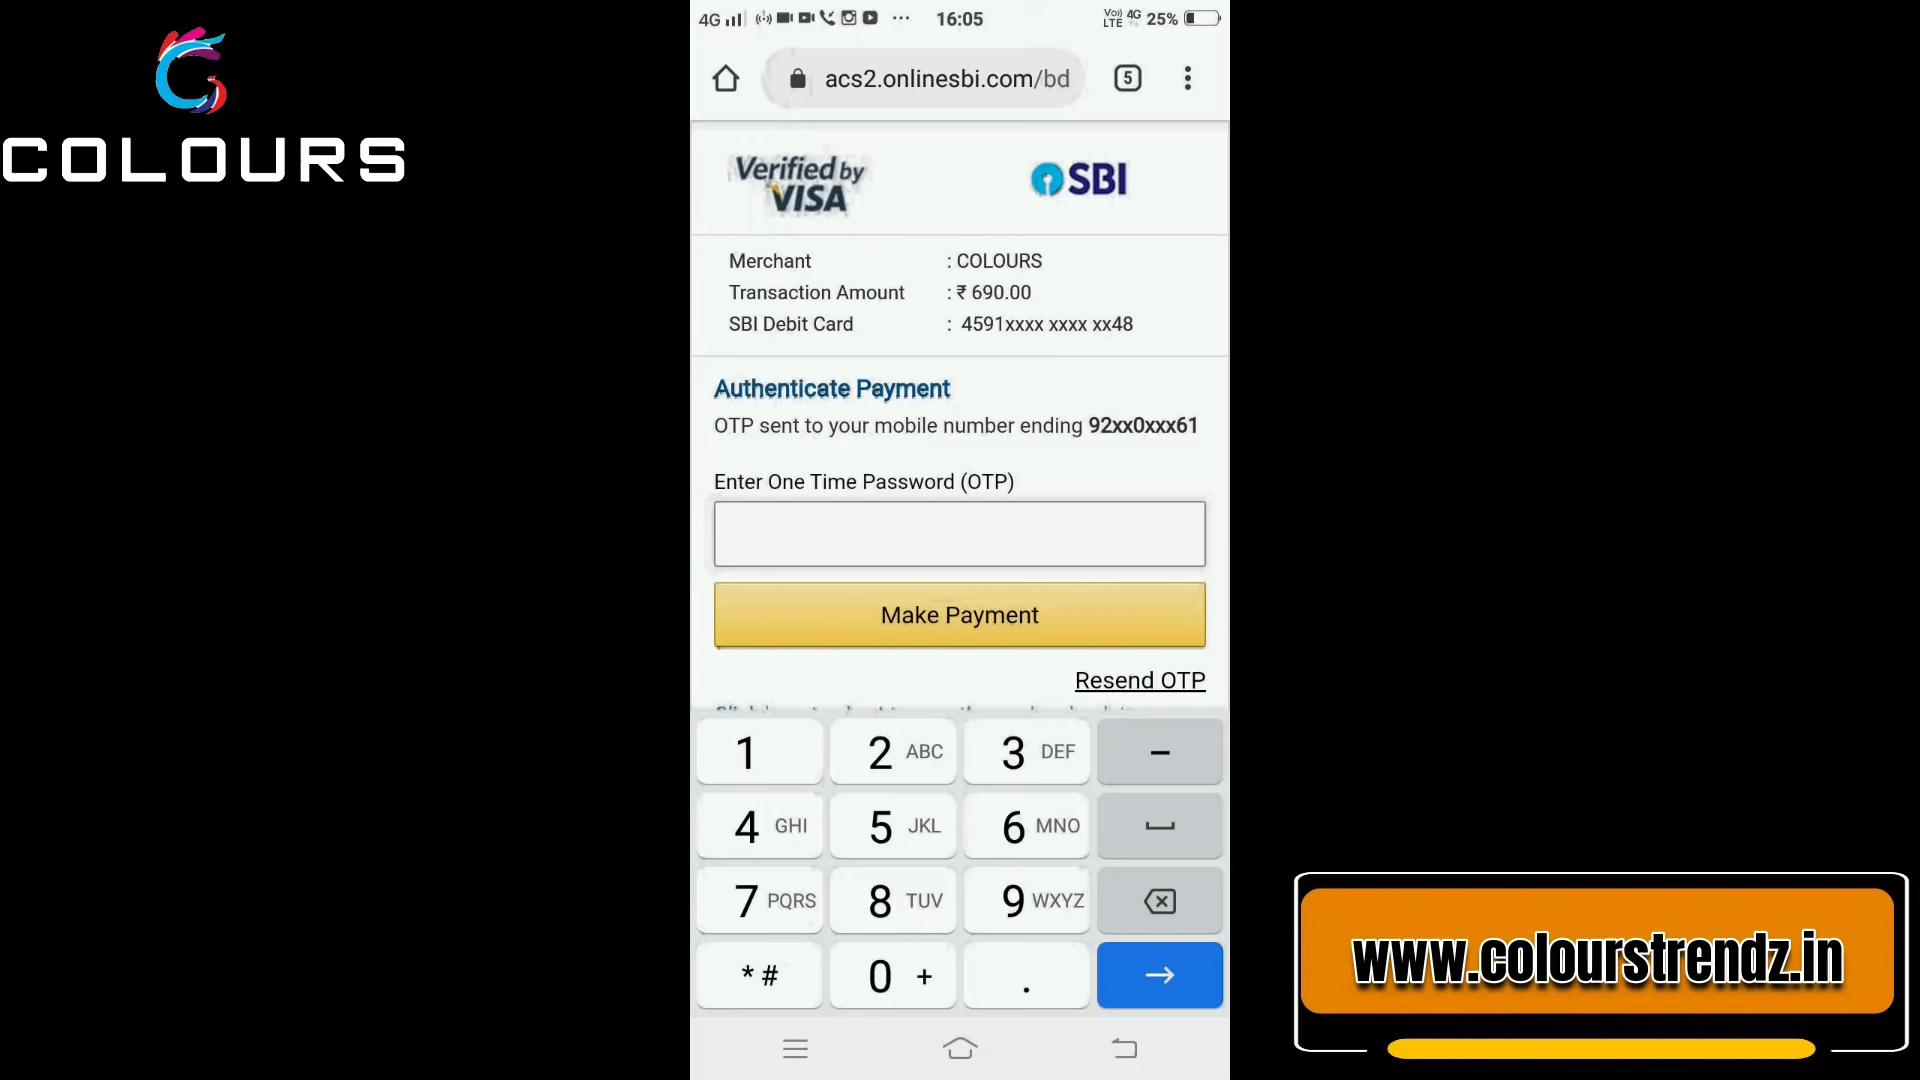 COLOURS
4G 16:05 Vo)) LTE 4G 25%
acs2.onlinesbi.com/bd 5
Verified by
VISA
SBI
Merchant : COLOURS
Transaction Amount : ₹ 690.00
SBI Debit Card : 4591xxxx xxxx xx48
Authenticate Payment
OTP sent to your mobile number ending 92xx0xxx61
Enter One Time Password (OTP)
Make Payment
Resend OTP
1 2 ABC 3 DEF –
4 GHI 5 JKL 6 MNO
7 PQRS 8 TUV 9 WXYZ
* # 0 + .
www.colourstrendz.in